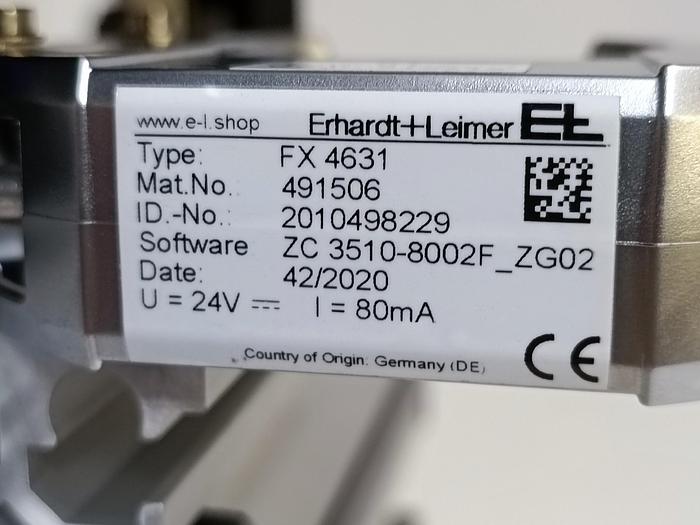 www.e-l.shop Erhardt+Leimer EL
Type: FX 4631
Mat.No.: 491506
ID.-No.: 2010498229
Software ZC 3510-8002F_ZG02
Date: 42/2020
U = 24V ⎓ I = 80mA
Country of Origin: Germany (DE)
CE